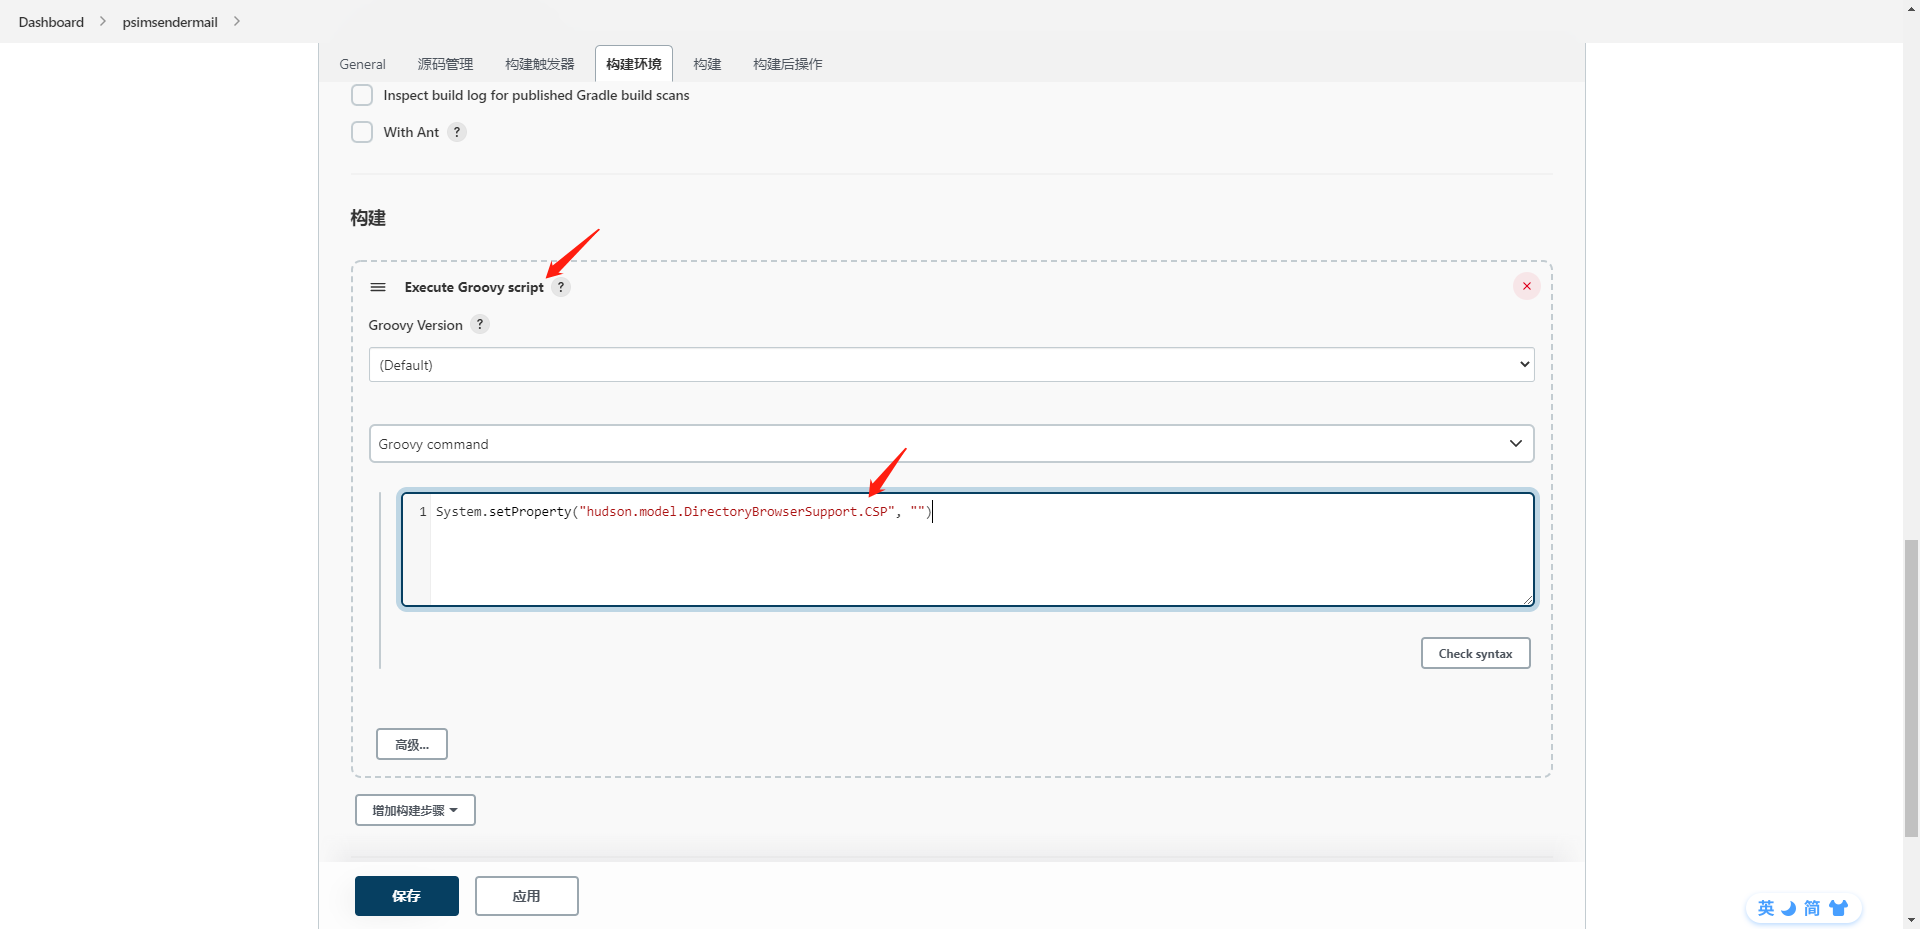 Dashboard > psimsendermail >
General 源码管理 构建触发器 构建环境 构建 构建后操作
Inspect build log for published Gradle build scans
With Ant ?
构建
Execute Groovy script ?
Groovy Version ?
(Default)
Groovy command
1 System.setProperty("hudson.model.DirectoryBrowserSupport.CSP", "")
Check syntax
高级...
增加构建步骤
保存 应用
英 简